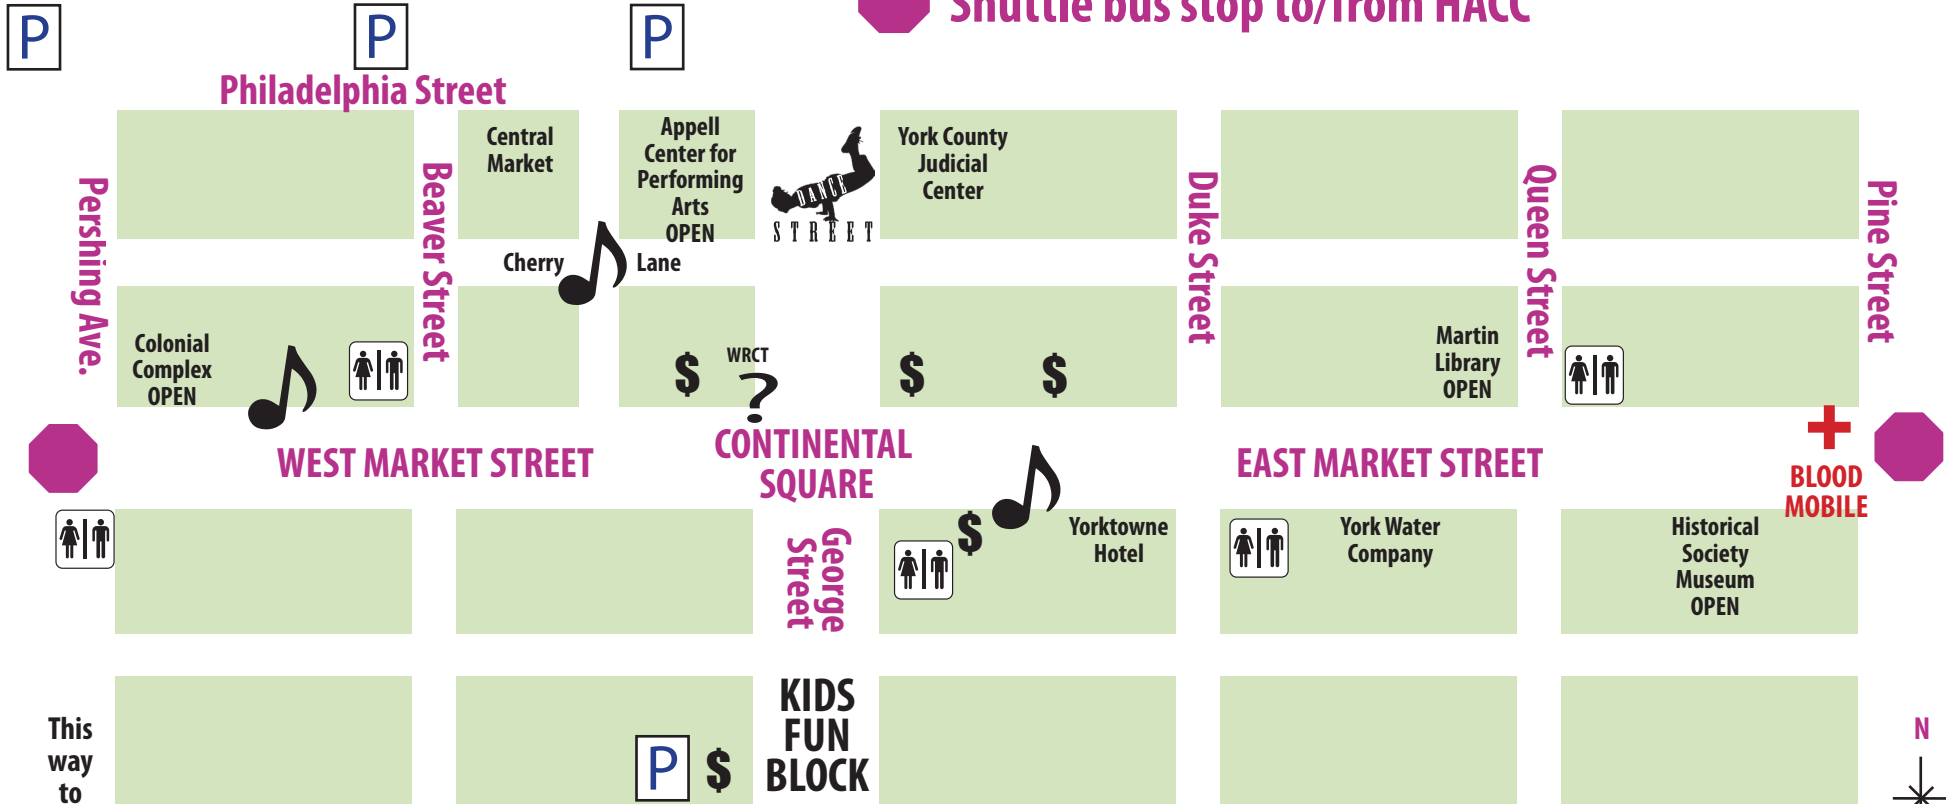 Shuttle bus stop to/from HACC
P
P
P
Philadelphia Street
Pershing Ave.
Beaver Street
Central
Market
Appell
Center for
Performing
Arts
OPEN
DANCE
STREET
York County
Judicial
Center
Duke Street
Queen Street
Pine Street
Cherry
Lane
Colonial
Complex
OPEN
$
WRCT
?
$
$
Martin
Library
OPEN
WEST MARKET STREET
CONTINENTAL
SQUARE
EAST MARKET STREET
BLOOD
MOBILE
George
Street
$
Yorktowne
Hotel
York Water
Company
Historical
Society
Museum
OPEN
This
way
to
P
$
KIDS
FUN
BLOCK
N